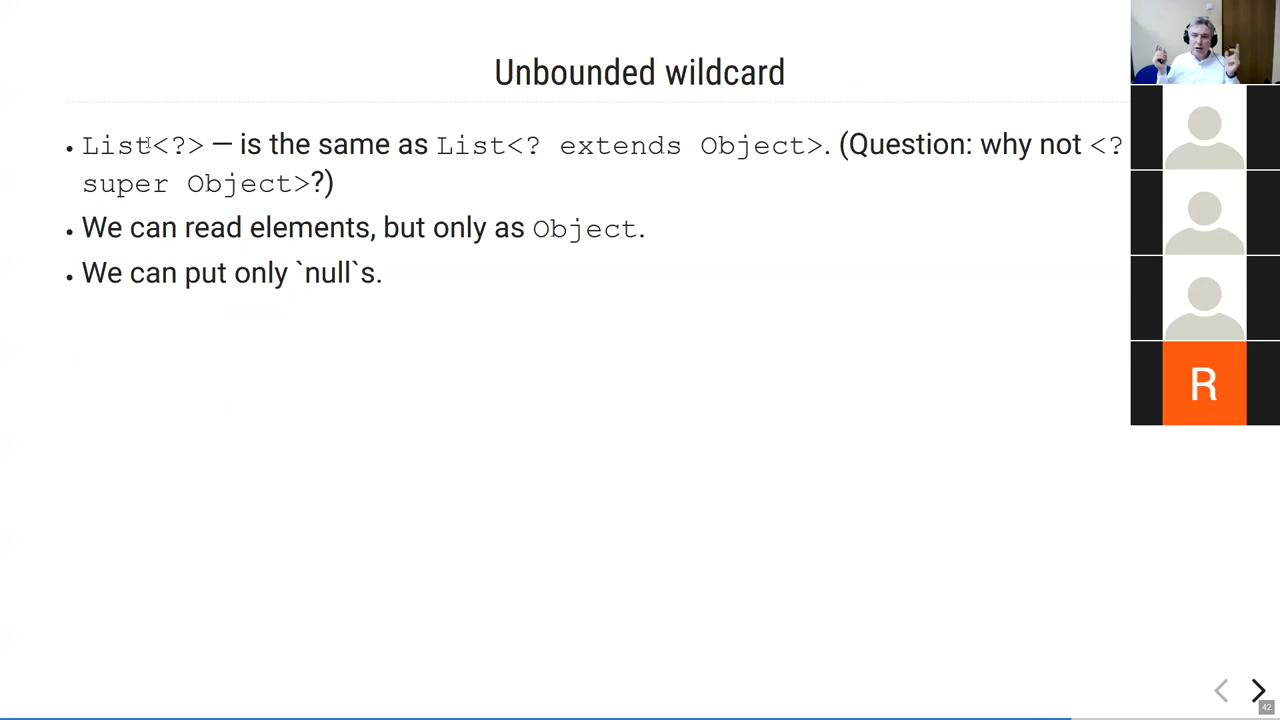 Unbounded wildcard
• List<?> — is the same as List<? extends Object>. (Question: why not <?
super Object>?)
• We can read elements, but only as Object.
• We can put only `null`s.
R
42